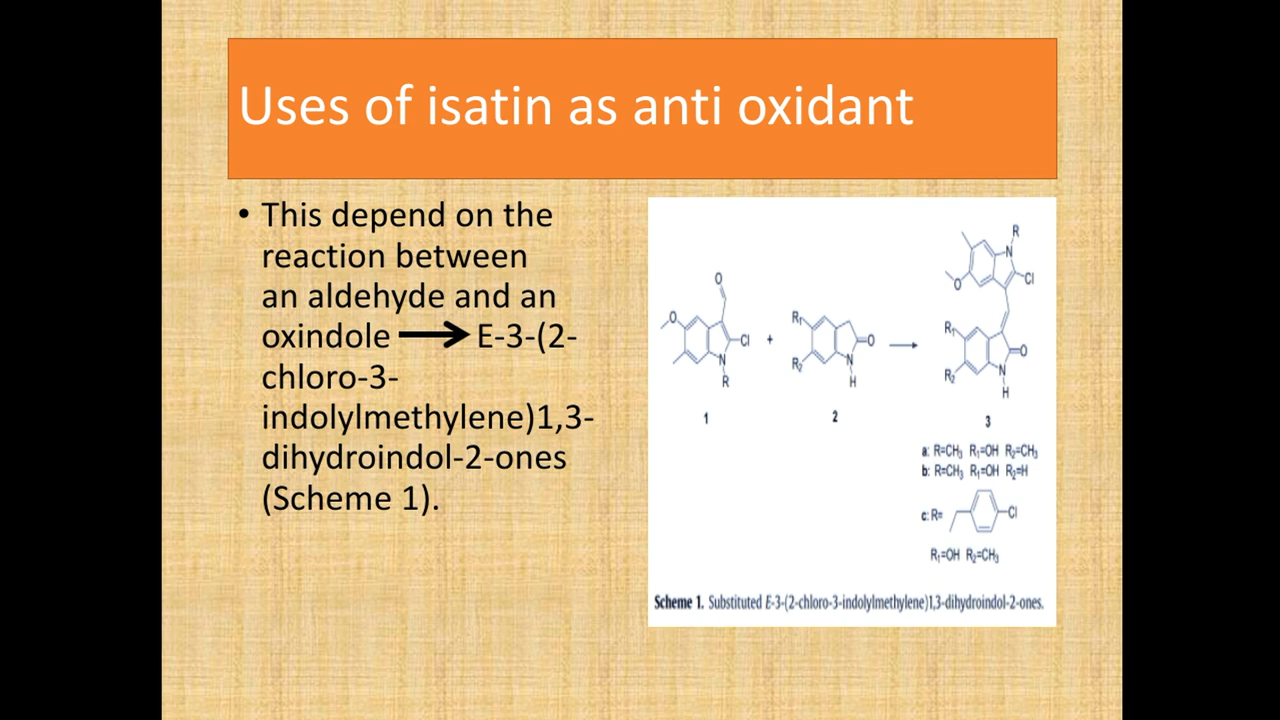 Uses of isatin as anti oxidant
• This depend on the
reaction between
an aldehyde and an
oxindole → E-3-(2-
chloro-3-
indolylmethylene)1,3-
dihydroindol-2-ones
(Scheme 1).
O
O
Cl
N
R
1
+
R₁
R₂
O
N
H
2
R
N
Cl
O
R₁
R₂
O
N
H
3
a: R=CH₃ R₁=OH R₂=CH₃
b: R=CH₃ R₁=OH R₂=H
c: R= Cl
R₁=OH R₂=CH₃
Scheme 1. Substituted E-3-(2-chloro-3-indolylmethylene)1,3-dihydroindol-2-ones.